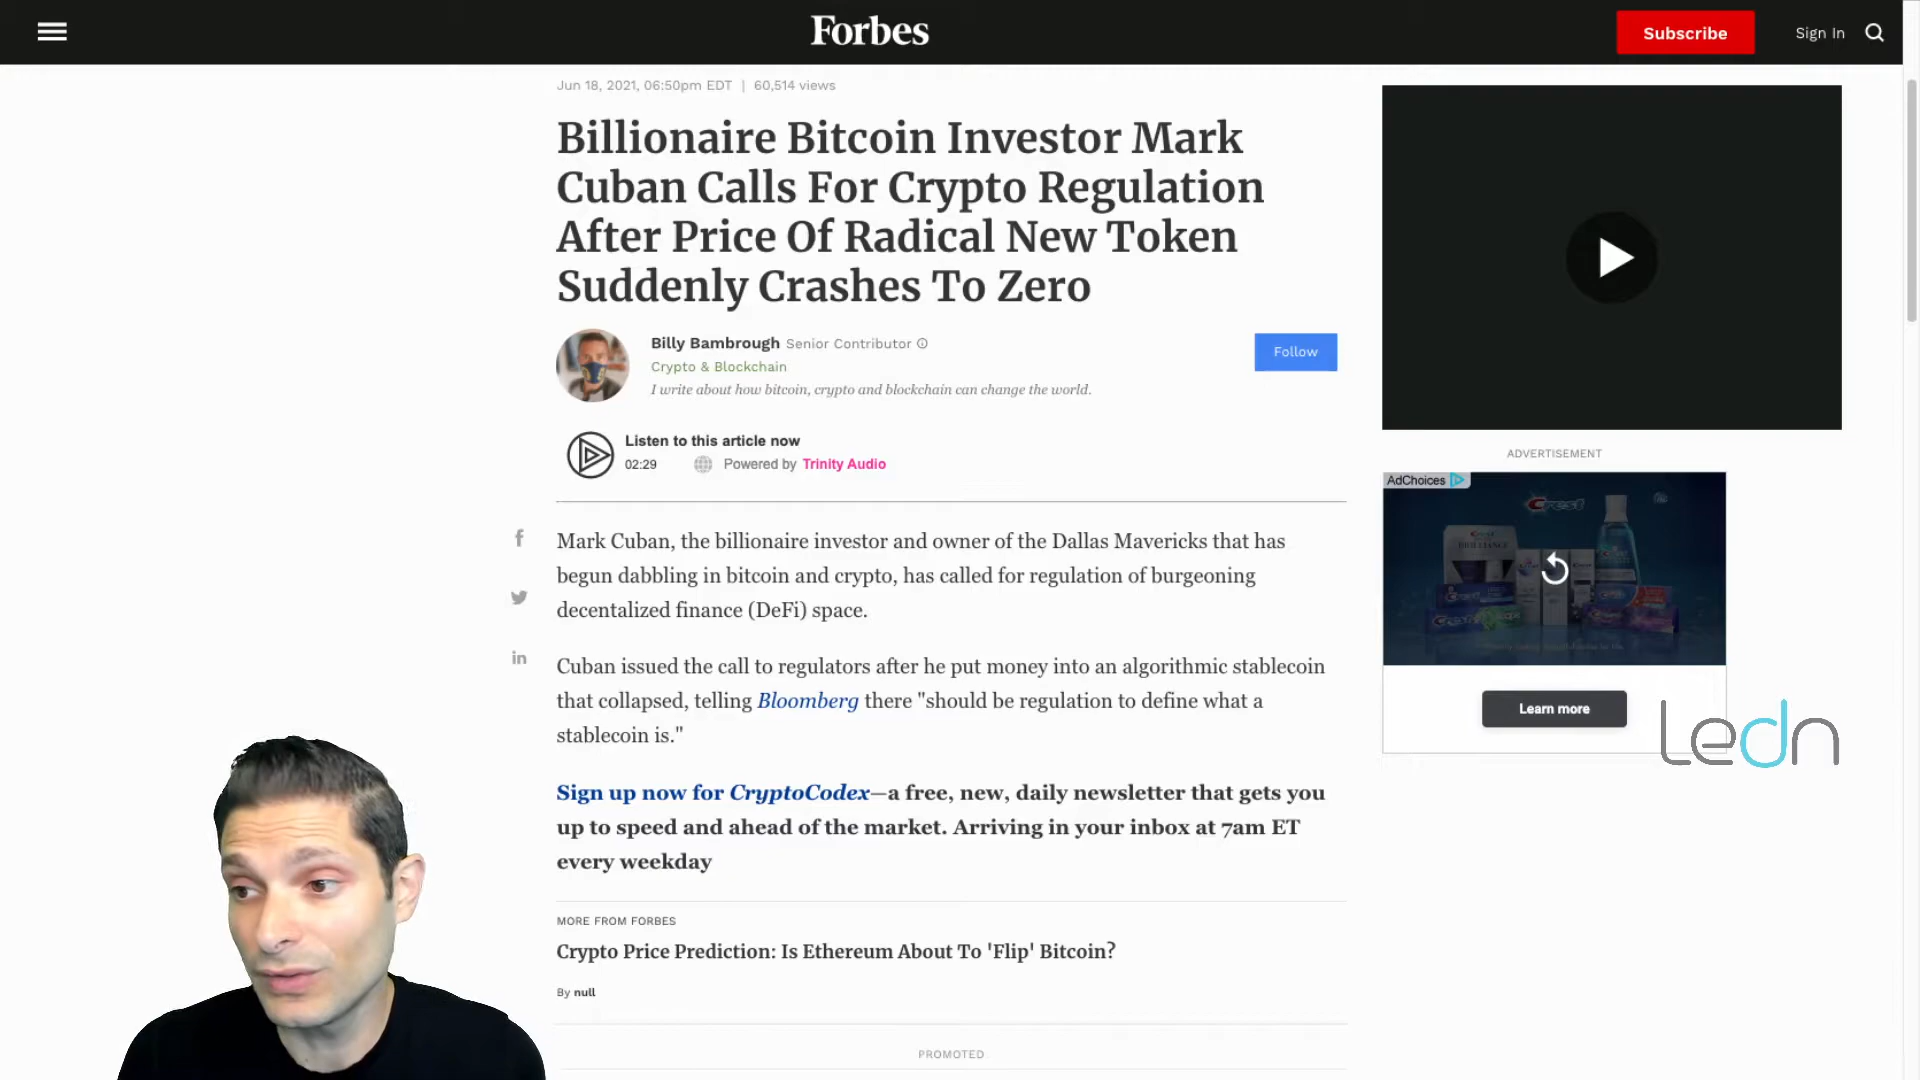 Forbes
Subscribe
Sign In
Jun 18, 2021, 06:50pm EDT | 60,514 views
Billionaire Bitcoin Investor Mark
Cuban Calls For Crypto Regulation
After Price Of Radical New Token
Suddenly Crashes To Zero
Billy Bambrough Senior Contributor
Crypto & Blockchain
I write about how bitcoin, crypto and blockchain can change the world.
Follow
Listen to this article now
02:29 Powered by Trinity Audio
Mark Cuban, the billionaire investor and owner of the Dallas Mavericks that has
begun dabbling in bitcoin and crypto, has called for regulation of burgeoning
decentalized finance (DeFi) space.
Cuban issued the call to regulators after he put money into an algorithmic stablecoin
that collapsed, telling Bloomberg there "should be regulation to define what a
stablecoin is."
Sign up now for CryptoCodex—a free, new, daily newsletter that gets you
up to speed and ahead of the market. Arriving in your inbox at 7am ET
every weekday
MORE FROM FORBES
Crypto Price Prediction: Is Ethereum About To 'Flip' Bitcoin?
By null
PROMOTED
ADVERTISEMENT
AdChoices
Crest
BRILLIANCE
Learn more
ledn